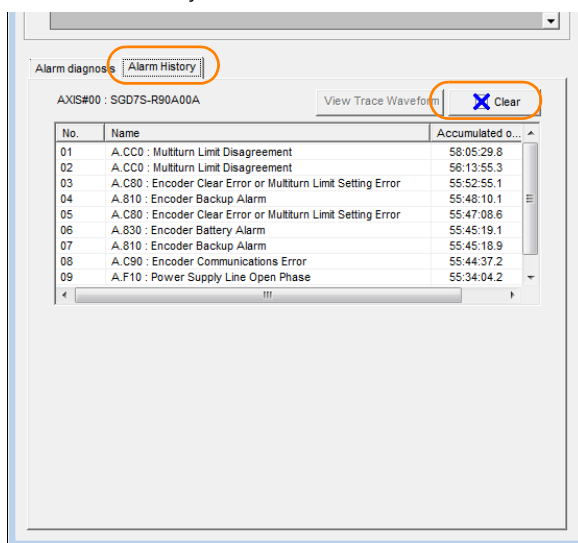 Alarm diagnosis Alarm History
AXIS#00 : SGD7S-R90A00A View Trace Waveform Clear
No. Name Accumulated o...
01 A.CC0 : Multiturn Limit Disagreement 58:05:29.8
02 A.CC0 : Multiturn Limit Disagreement 56:13:55.3
03 A.C80 : Encoder Clear Error or Multiturn Limit Setting Error 55:52:55.1
04 A.810 : Encoder Backup Alarm 55:48:10.1
05 A.C80 : Encoder Clear Error or Multiturn Limit Setting Error 55:47:08.6
06 A.830 : Encoder Battery Alarm 55:45:19.1
07 A.810 : Encoder Backup Alarm 55:45:18.9
08 A.C90 : Encoder Communications Error 55:44:37.2
09 A.F10 : Power Supply Line Open Phase 55:34:04.2